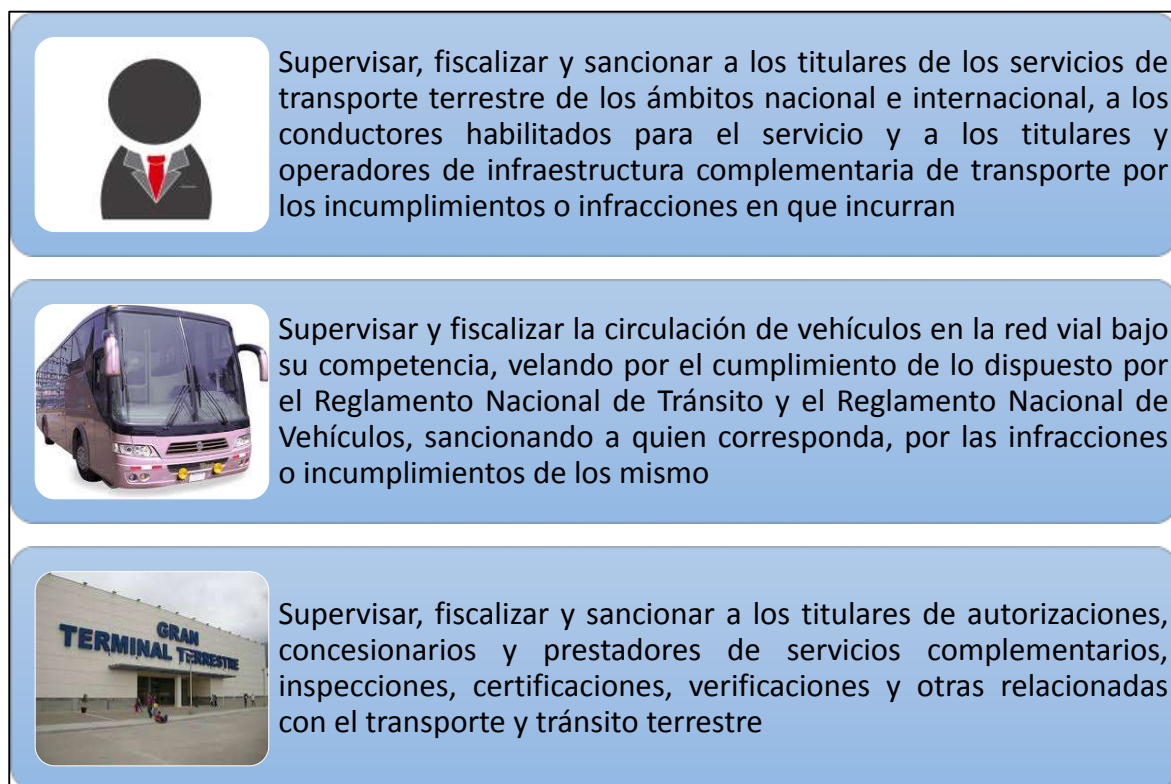 Supervisar, fiscalizar y sancionar a los titulares de los servicios de
transporte terrestre de los ámbitos nacional e internacional, a los
conductores habilitados para el servicio y a los titulares y
operadores de infraestructura complementaria de transporte por
los incumplimientos o infracciones en que incurran
Supervisar y fiscalizar la circulación de vehículos en la red vial bajo
su competencia, velando por el cumplimiento de lo dispuesto por
el Reglamento Nacional de Tránsito y el Reglamento Nacional de
Vehículos, sancionando a quien corresponda, por las infracciones
o incumplimientos de los mismo
GRAN
TERMINAL TERRESTRE
Supervisar, fiscalizar y sancionar a los titulares de autorizaciones,
concesionarios y prestadores de servicios complementarios,
inspecciones, certificaciones, verificaciones y otras relacionadas
con el transporte y tránsito terrestre